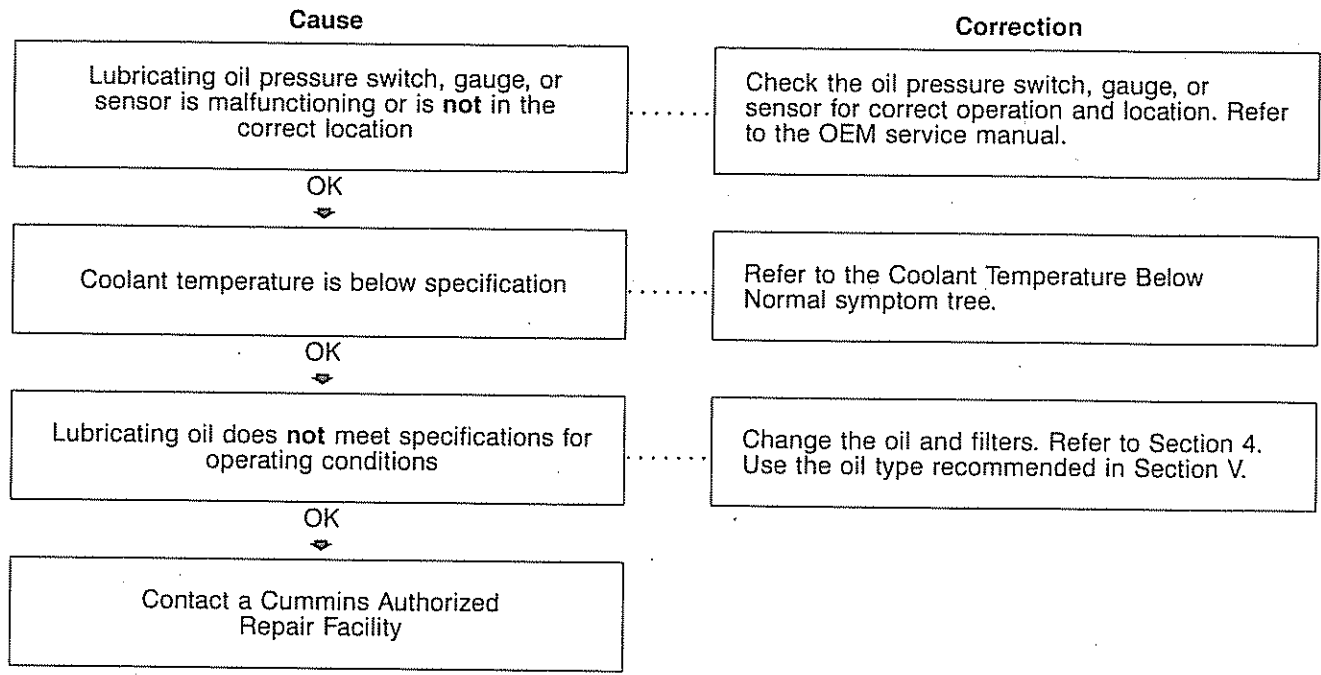 Cause
Correction
Lubricating oil pressure switch, gauge, or
sensor is malfunctioning or is not in the
correct location
Check the oil pressure switch, gauge, or
sensor for correct operation and location. Refer
to the OEM service manual.
OK
Coolant temperature is below specification
Refer to the Coolant Temperature Below
Normal symptom tree.
OK
Lubricating oil does not meet specifications for
operating conditions
Change the oil and filters. Refer to Section 4.
Use the oil type recommended in Section V.
OK
Contact a Cummins Authorized
Repair Facility